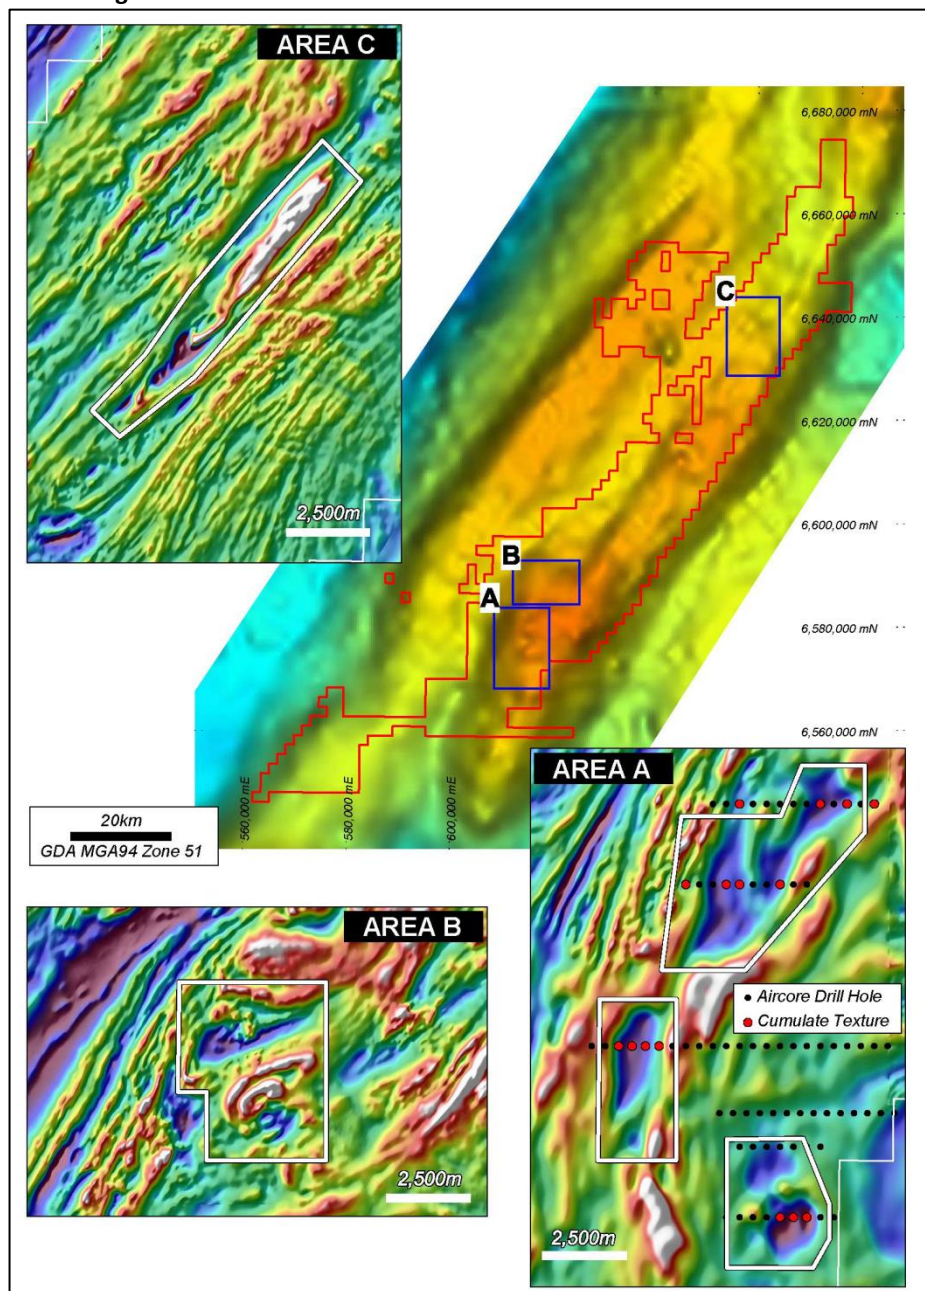 AREA C
2,500m
6,680,000 mN
6,660,000 mN
C
6,640,000 mN
6,620,000 mN
6,600,000 mN
B
A
6,580,000 mN
6,560,000 mN
560,000 mE
580,000 mE
600,000 mE
20km
GDA MGA94 Zone 51
AREA B
2,500m
AREA A
Aircore Drill Hole
Cumulate Texture
2,500m